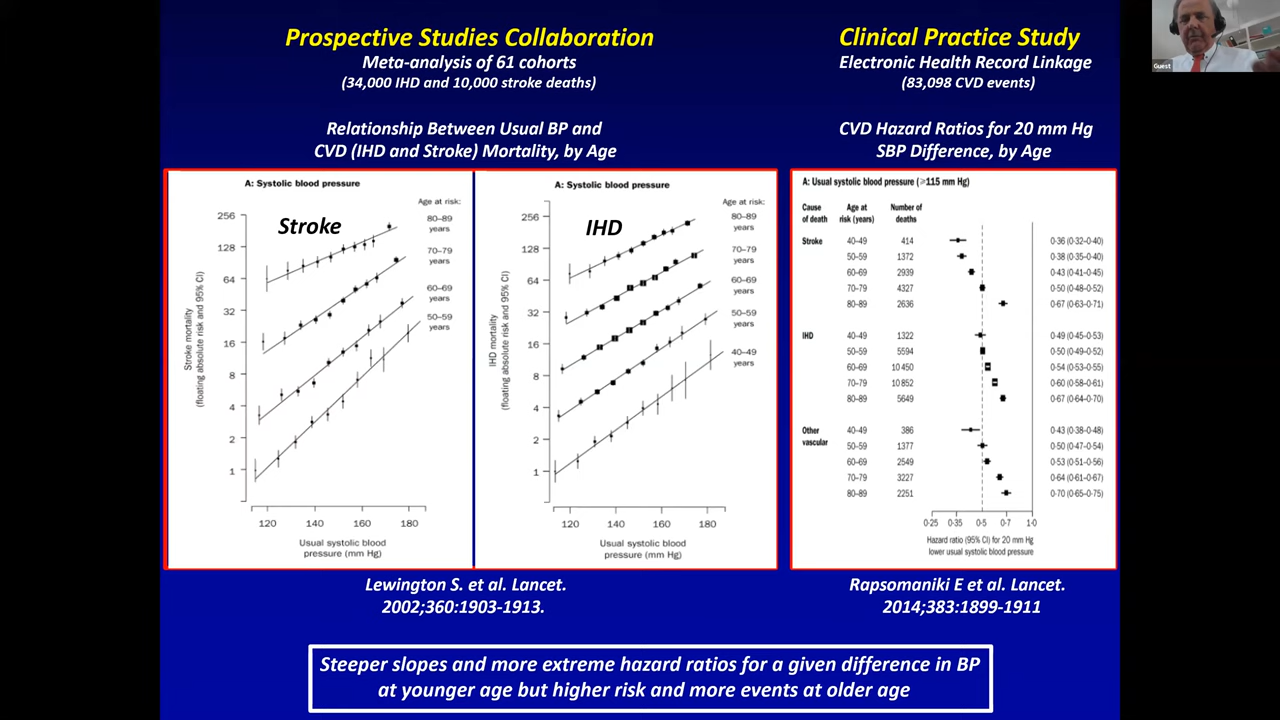 Prospective Studies Collaboration
Meta-analysis of 61 cohorts
(34,000 IHD and 10,000 stroke deaths)
Relationship Between Usual BP and
CVD (IHD and Stroke) Mortality, by Age
A: Systolic blood pressure
Stroke
Age at risk:
80–89
years
70–79
years
60–69
years
50–59
years
256
128
64
32
16
8
4
2
1
Stroke mortality
(floating absolute risk and 95% CI)
120
140
160
180
Usual systolic blood
pressure (mm Hg)
A: Systolic blood pressure
IHD
Age at risk:
80–89
years
70–79
years
60–69
years
50–59
years
40–49
years
256
128
64
32
16
8
4
2
1
IHD mortality
(floating absolute risk and 95% CI)
120
140
160
180
Usual systolic blood
pressure (mm Hg)
Lewington S. et al. Lancet.
2002;360:1903-1913.
Clinical Practice Study
Electronic Health Record Linkage
(83,098 CVD events)
CVD Hazard Ratios for 20 mm Hg
SBP Difference, by Age
A: Usual systolic blood pressure (⩾115 mm Hg)
Cause Age at Number of
of death risk (years) deaths
Stroke 40–49 414 0·36 (0·32–0·40)
50–59 1372 0·38 (0·35–0·40)
60–69 2939 0·43 (0·41–0·45)
70–79 4327 0·50 (0·48–0·52)
80–89 2636 0·67 (0·63–0·71)
IHD 40–49 1322 0·49 (0·45–0·53)
50–59 5594 0·50 (0·49–0·52)
60–69 10 450 0·54 (0·53–0·55)
70–79 10 852 0·60 (0·58–0·61)
80–89 5649 0·67 (0·64–0·70)
Other 40–49 386 0·43 (0·38–0·48)
vascular 50–59 1377 0·50 (0·47–0·54)
60–69 2549 0·53 (0·51–0·56)
70–79 3227 0·64 (0·61–0·67)
80–89 2251 0·70 (0·65–0·75)
0·25 0·35 0·5 0·7 1·0
Hazard ratio (95% CI) for 20 mm Hg
lower usual systolic blood pressure
Rapsomaniki E et al. Lancet.
2014;383:1899-1911
Steeper slopes and more extreme hazard ratios for a given difference in BP
at younger age but higher risk and more events at older age
Guest